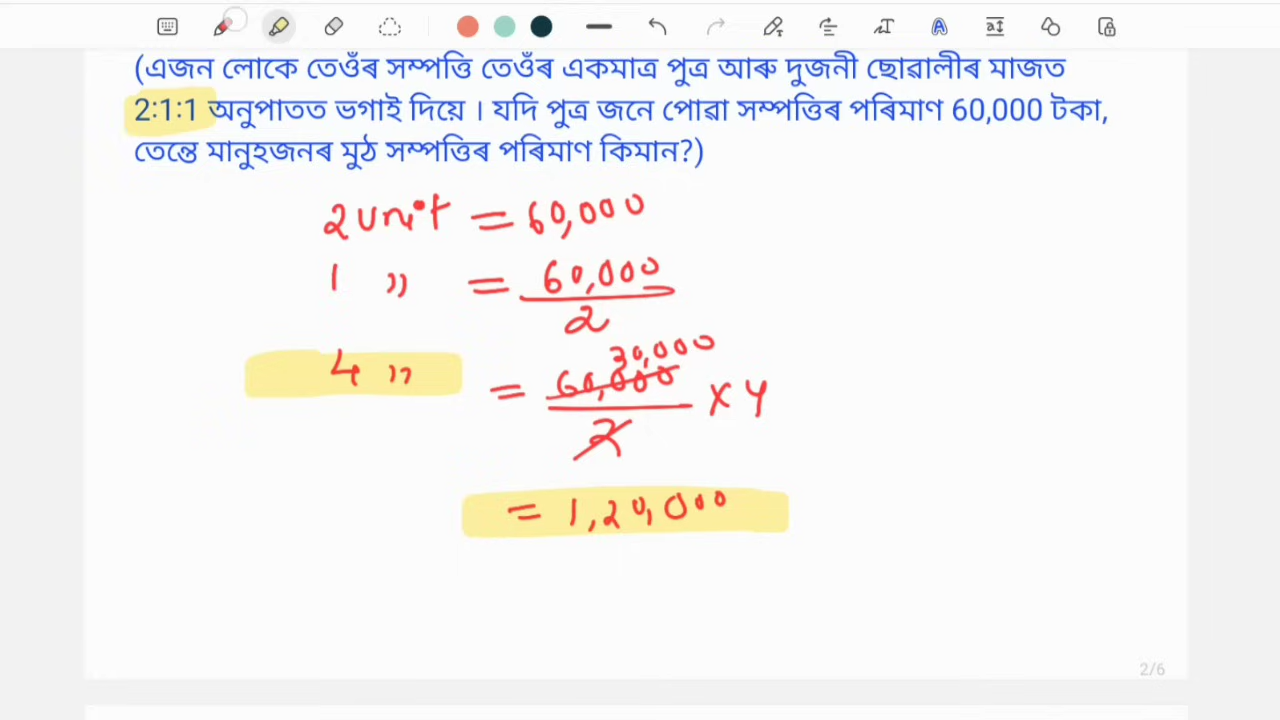 (এজন লোকে তেওঁৰ সম্পত্তি তেওঁৰ একমাত্ৰ পুত্ৰ আৰু দুজনী ছোৱালীৰ মাজত
2:1:1 অনুপাতত ভগাই দিয়ে । যদি পুত্ৰ জনে পোৱা সম্পত্তিৰ পৰিমাণ 60,000 টকা,
তেন্তে মানুহজনৰ মুঠ সম্পত্তিৰ পৰিমাণ কিমান?)
2 Unit = 60,000
1 " = 60,000
2
30,000
4 " = 60,000 × 4
2
= 1,20,000
2/6